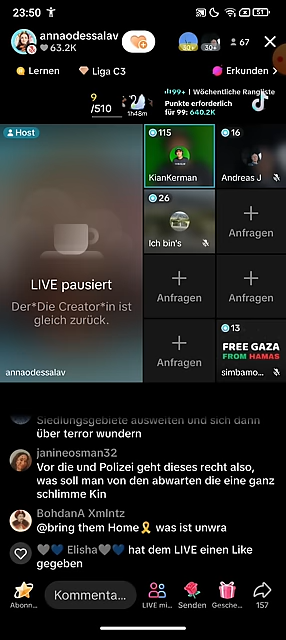 23:50
51
annaodessalav
63.2K
30+
30+
67
Lernen
Liga C3
Erkunden
9
/510
1h48m
99+ | Wöchentliche Rangliste
Punkte erforderlich
für 99: 640.2K
Host
115
KianKerman
16
Andreas J
26
Ich bin's
Anfragen
LIVE pausiert
Der*Die Creator*in ist
gleich zurück.
annaodessalav
Anfragen
Anfragen
Anfragen
13
FREE GAZA
FROM HAMAS
simbamo...
Siedlungsgebiete ausweiten und sich dann
über terror wundern
janineosman32
Vor die und Polizei geht dieses recht also,
was soll man von den abwarten die eine ganz
schlimme Kin
BohdanA Xmlntz
@bring them Home🎗️ was ist unwra
🩶💙 Elisha🩶💙 hat dem LIVE einen Like
gegeben
Abonn...
Kommenta...
LIVE mi...
Senden
Gesche...
157